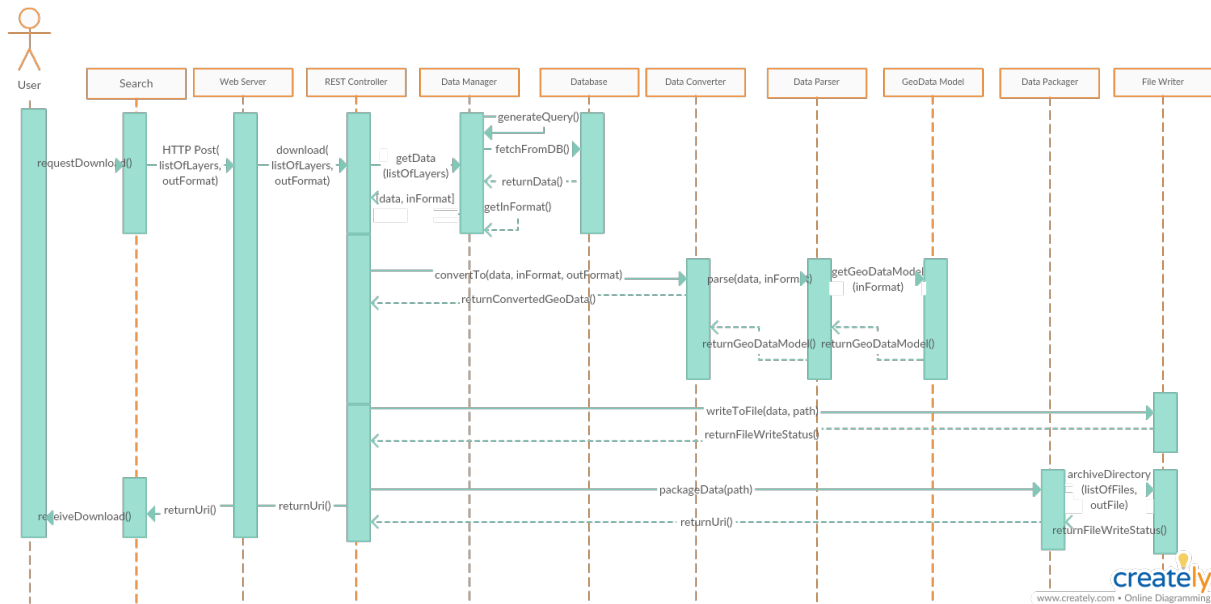 User
Search
Web Server
REST Controller
Data Manager
Database
Data Converter
Data Parser
GeoData Model
Data Packager
File Writer
generateQuery()
fetchFromDB()
requestDownload()
HTTP Post(
listOfLayers,
outFormat)
download(
listOfLayers,
outFormat)
getData
(listOfLayers)
returnData()
[data, inFormat]
getInFormat()
convertTo(data, inFormat, outFormat)
parse(data, inFormat)
getGeoDataModel
(inFormat)
returnConvertedGeoData()
returnGeoDataModel()
returnGeoDataModel()
writeToFile(data, path)
returnFileWriteStatus()
archiveDirectory
(listOfFiles,
outFile)
packageData(path)
returnUri()
returnUri()
receiveDownload()
returnUri()
returnFileWriteStatus()
creately
www.creately.com • Online Diagramming